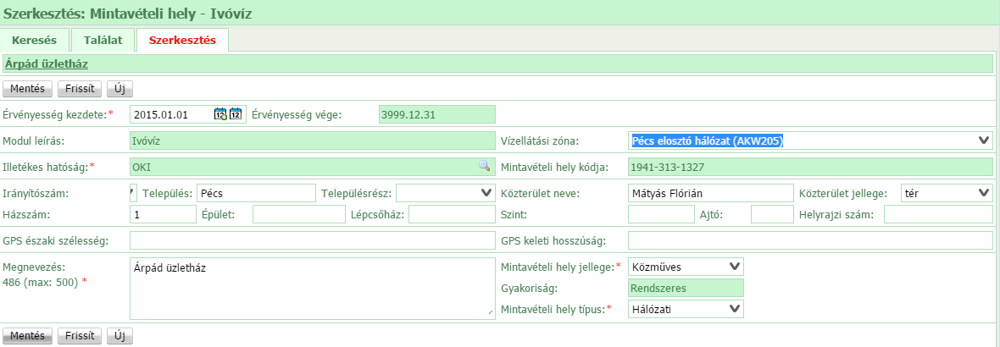 Szerkesztés: Mintavételi hely - Ivóvíz
Keresés Találat Szerkesztés
Árpád üzletház
Mentés Frissít Új
Érvényesség kezdete:* 2015.01.01 12 12 Érvényesség vége: 3999.12.31
Modul leírás: Ivóvíz Vízellátási zóna: Pécs elosztó hálózat (AKW205)
Illetékes hatóság:* OKI Mintavételi hely kódja: 1941-313-1327
Irányítószám: Település: Pécs Településrész: Közterület neve: Mátyás Flórián Közterület jellege: tér
Házszám: 1 Épület: Lépcsőház: Szint: Ajtó: Helyrajzi szám:
GPS északi szélesség: GPS keleti hosszúság:
Megnevezés: Árpád üzletház Mintavételi hely jellege:* Közműves
486 (max: 500) *
Gyakoriság: Rendszeres
Mintavételi hely típus:* Hálózati
Mentés Frissít Új